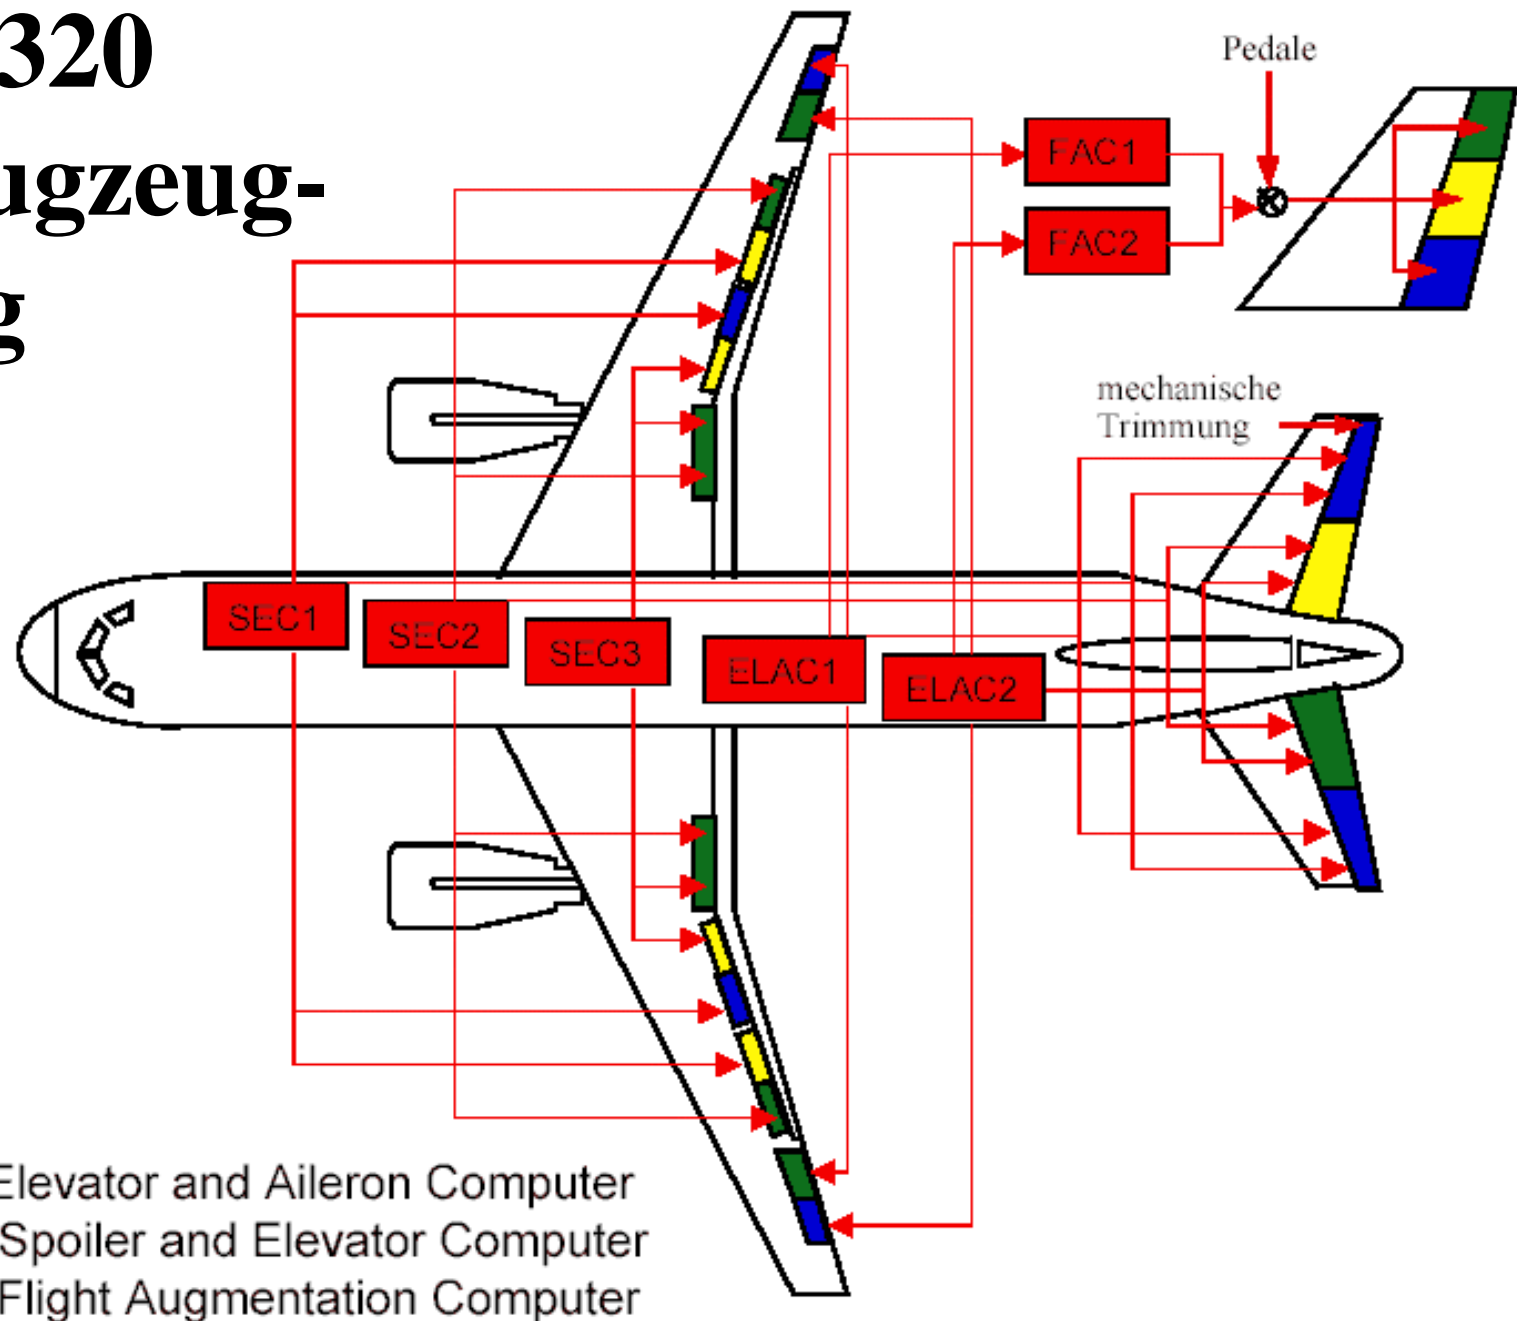 320
ugzeug-
g
Pedale
FAC1
FAC2
mechanische
Trimmung
SEC1
SEC2
SEC3
ELAC1
ELAC2
Elevator and Aileron Computer
Spoiler and Elevator Computer
Flight Augmentation Computer